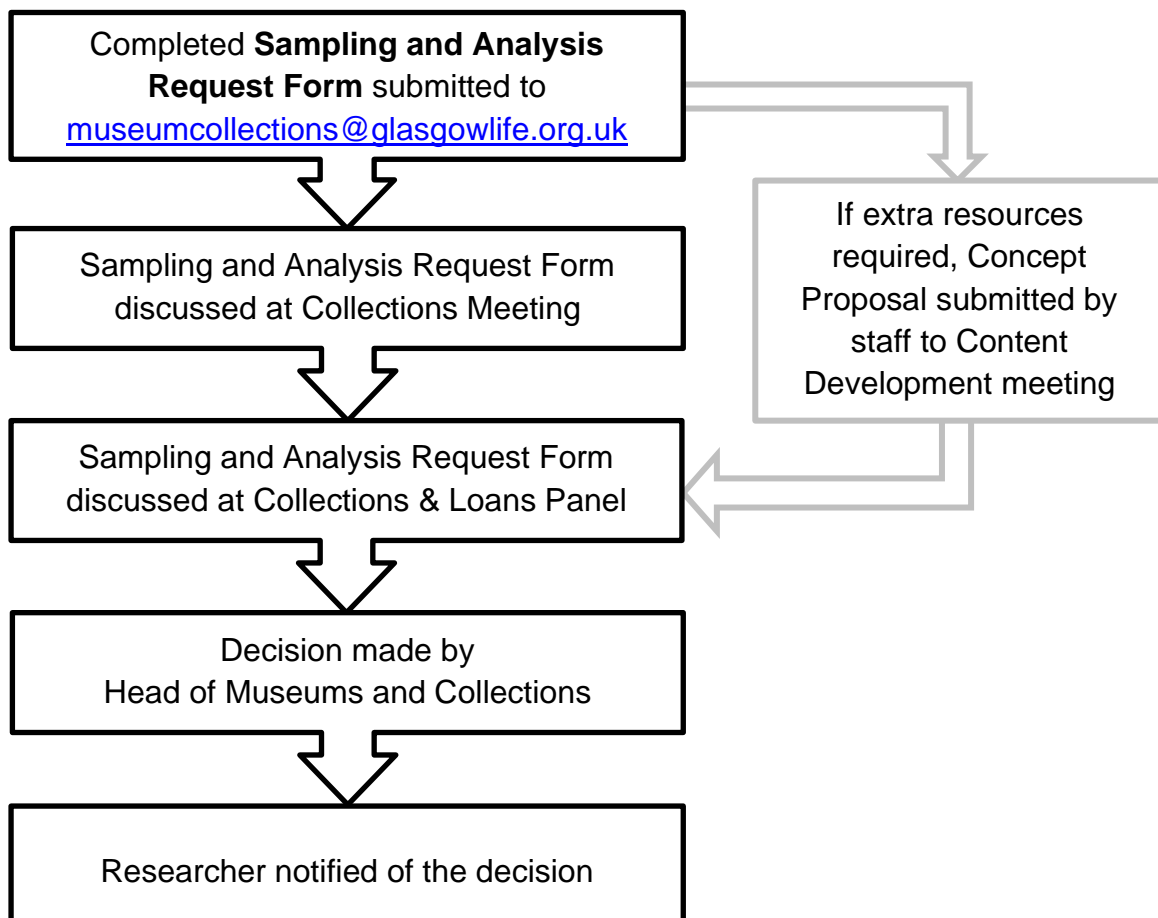 Completed Sampling and Analysis
Request Form submitted to
museumcollections@glasgowlife.org.uk
If extra resources
required, Concept
Proposal submitted by
staff to Content
Development meeting
Sampling and Analysis Request Form
discussed at Collections Meeting
Sampling and Analysis Request Form
discussed at Collections & Loans Panel
Decision made by
Head of Museums and Collections
Researcher notified of the decision